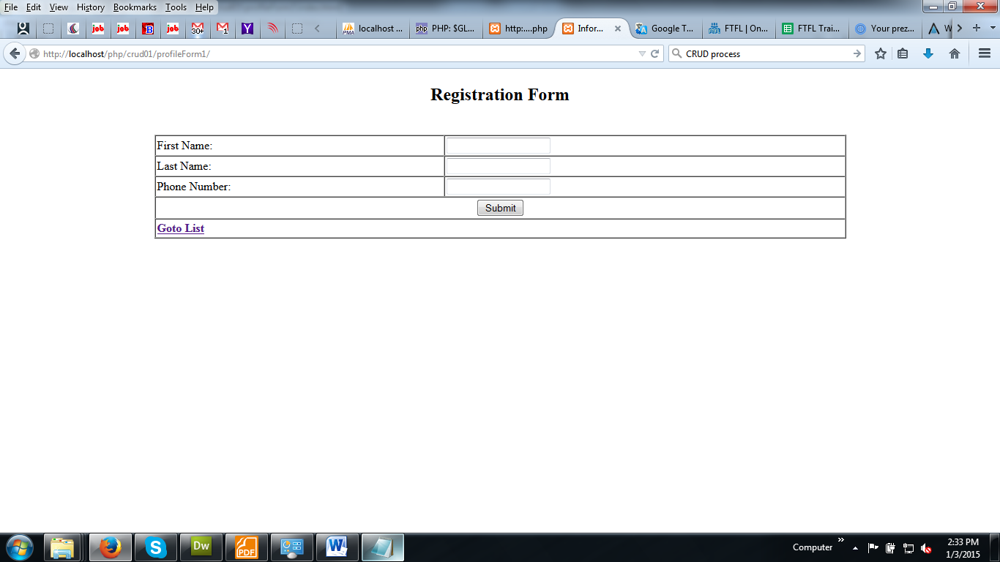 File Edit View History Bookmarks Tools Help
job job B job 30+ 1 Y PMA localhost ... php PHP: $GL... http:....php Infor... Google T... FTFL | On... FTFL Trai... Your prez... W
http://localhost/php/crud01/profileForm1/ CRUD process
Registration Form
First Name:
Last Name:
Phone Number:
Submit
Goto List
S Dw PDF W Computer 2:33 PM
1/3/2015